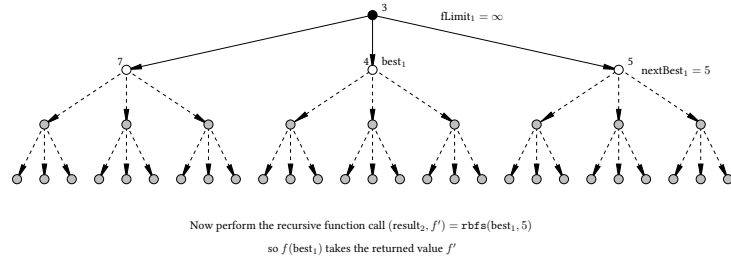 3
fLimit₁ = ∞
7
4 best₁
5
nextBest₁ = 5
Now perform the recursive function call (result₂, f′) = rbfs(best₁, 5)
so f(best₁) takes the returned value f′